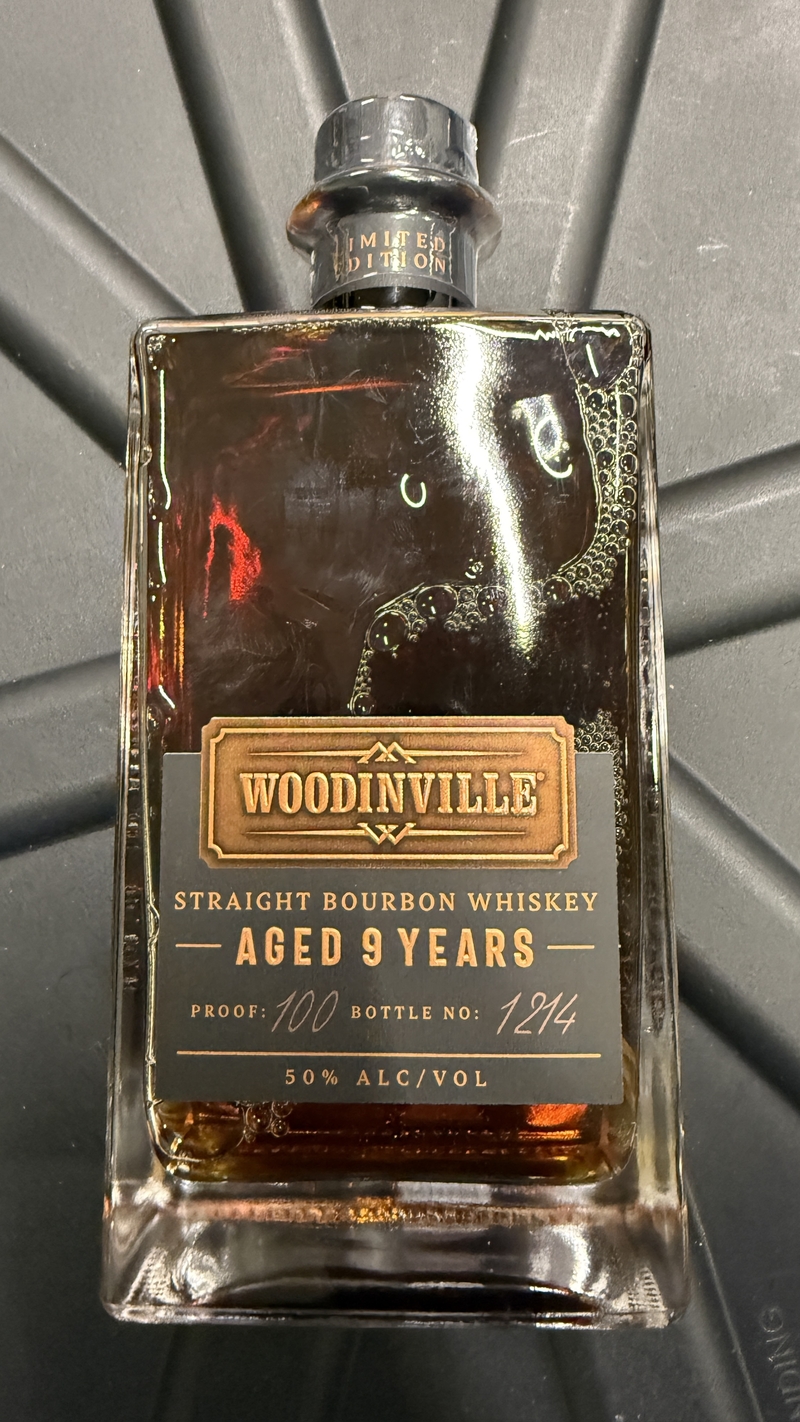 LIMITED
EDITION
WOODINVILLE
STRAIGHT BOURBON WHISKEY
AGED 9 YEARS
PROOF: 100 BOTTLE NO: 1214
50% ALC/VOL